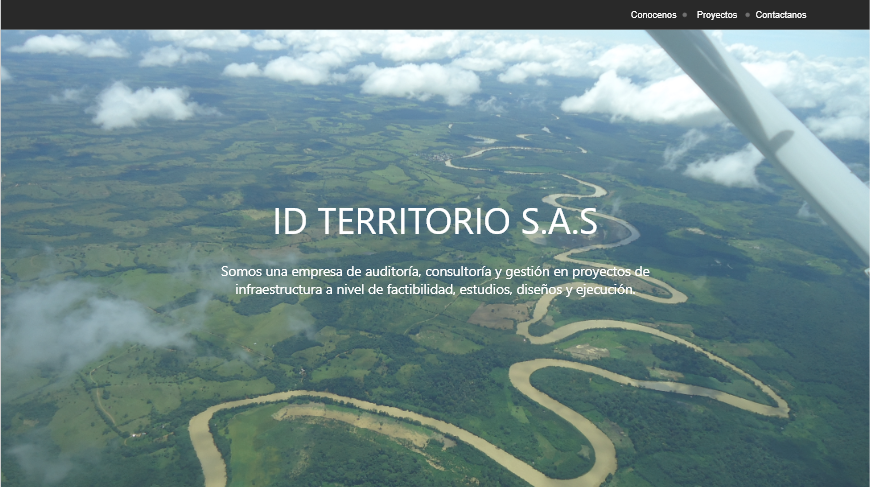 Conocenos
Proyectos
Contactanos
ID TERRITORIO S.A.S
Somos una empresa de auditoría, consultoría y gestión en proyectos de
infraestructura a nivel de factibilidad, estudios, diseños y ejecución.